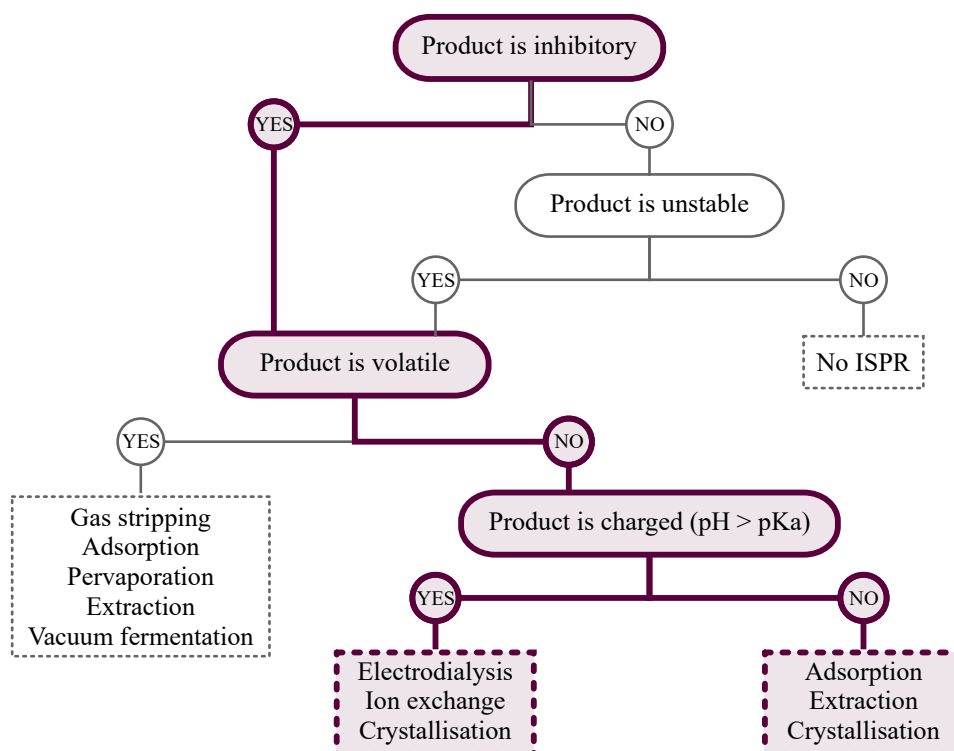 Product is inhibitory
YES
NO
Product is unstable
YES
NO
Product is volatile
No ISPR
YES
NO
Gas stripping
Adsorption
Pervaporation
Extraction
Vacuum fermentation
Product is charged (pH > pKa)
YES
NO
Electrodialysis
Ion exchange
Crystallisation
Adsorption
Extraction
Crystallisation